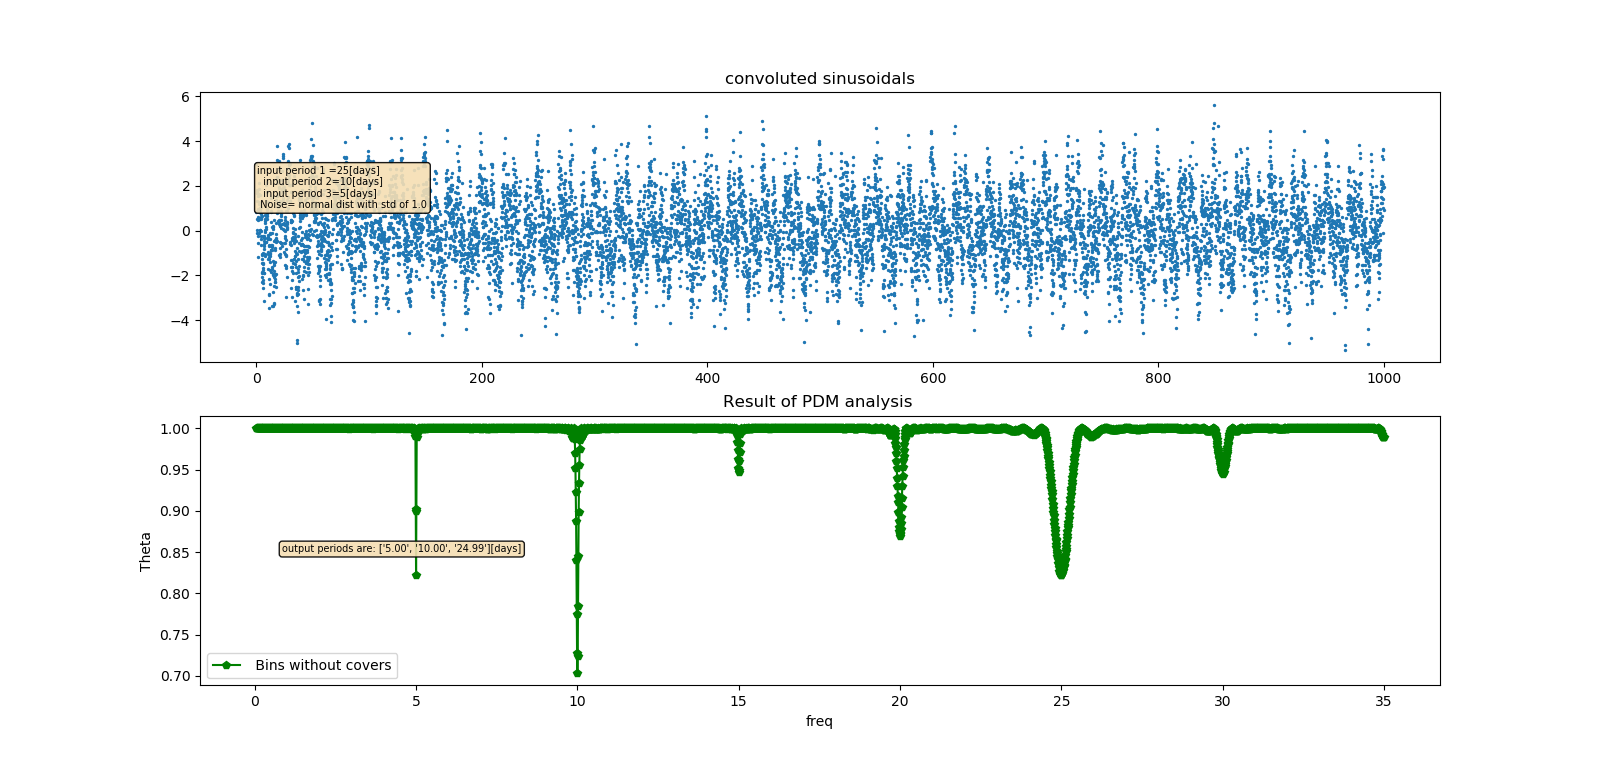 convoluted sinusoidals
6
4
2
0
−2
−4
input period 1 =25[days]
input period 2=10[days]
input period 3=5[days]
Noise= normal dist with std of 1.0
0 200 400 600 800 1000
Result of PDM analysis
Theta
1.00
0.95
0.90
0.85
0.80
0.75
0.70
output periods are: ['5.00', '10.00', '24.99'][days]
Bins without covers
0 5 10 15 20 25 30 35
freq